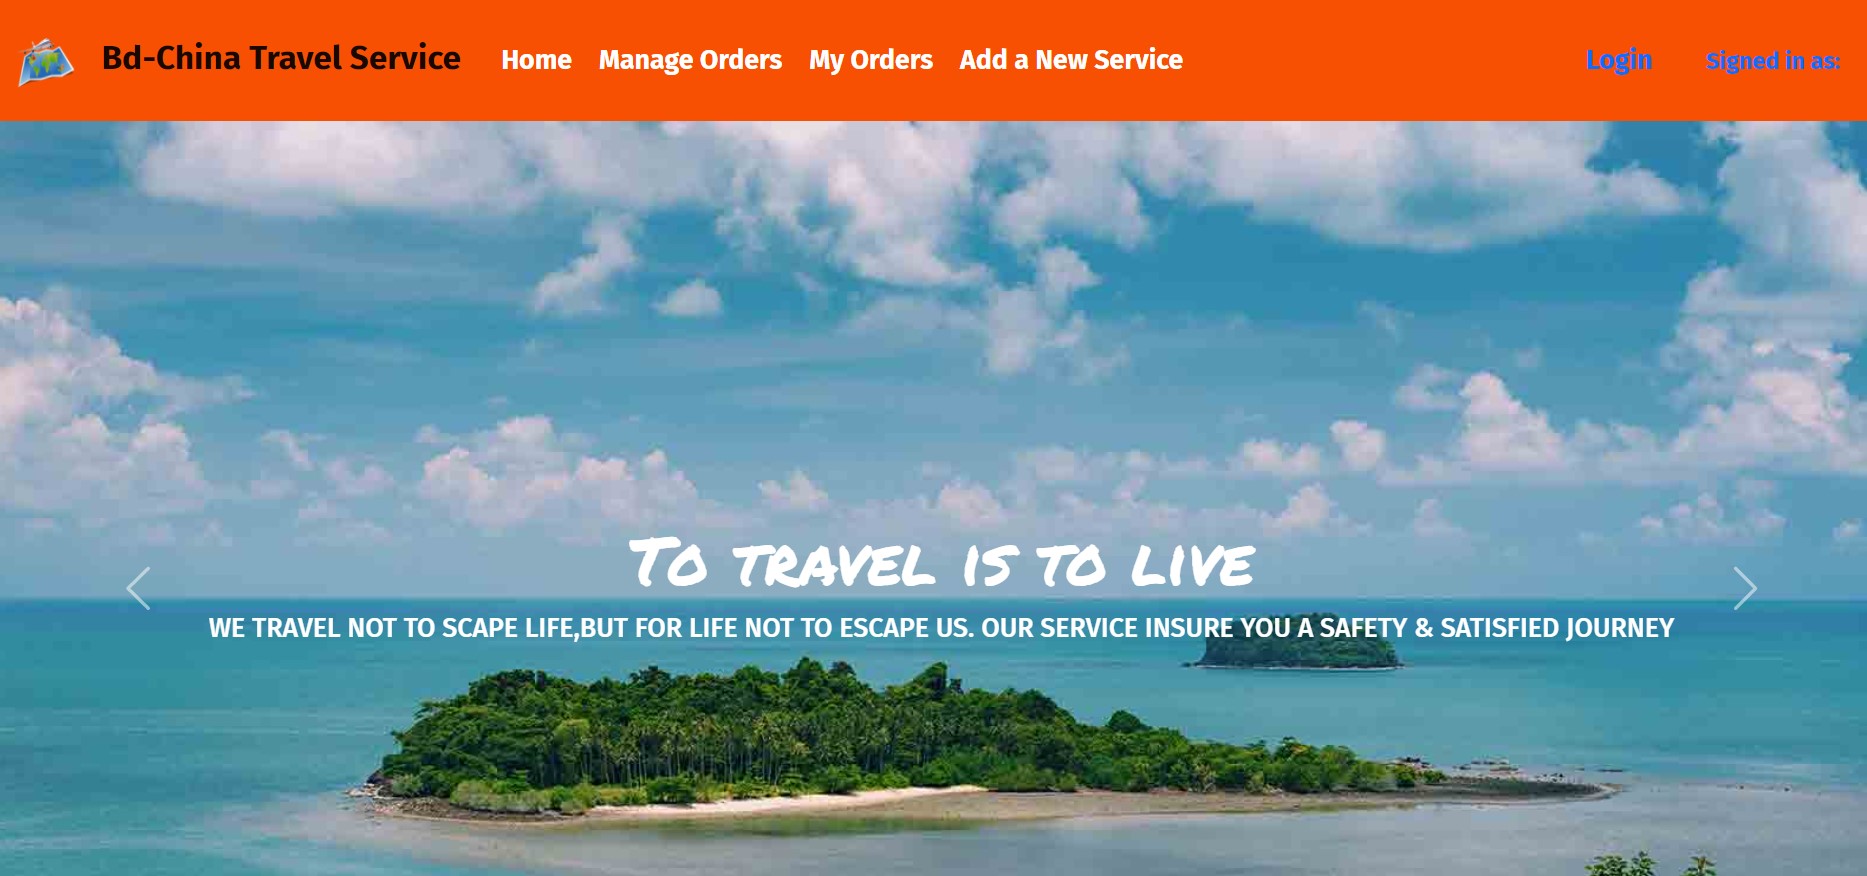 Bd-China Travel Service Home Manage Orders My Orders Add a New Service Login Signed in as:
To travel is to live
WE TRAVEL NOT TO SCAPE LIFE,BUT FOR LIFE NOT TO ESCAPE US. OUR SERVICE INSURE YOU A SAFETY & SATISFIED JOURNEY